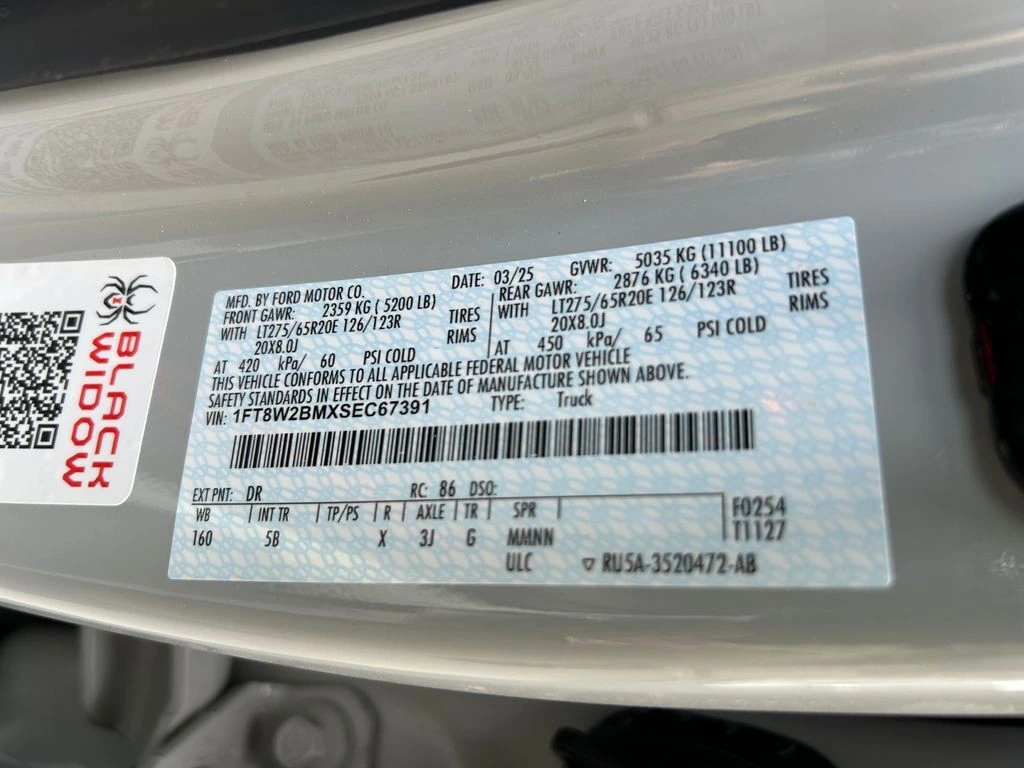 BLACK
WIDOW
MFD. BY FORD MOTOR CO. DATE: 03/25 GVWR: 5035 KG (11100 LB)
FRONT GAWR: 2359 KG ( 5200 LB) REAR GAWR: 2876 KG ( 6340 LB)
WITH LT275/65R20E 126/123R TIRES WITH LT275/65R20E 126/123R TIRES
20X8.0J RIMS 20X8.0J RIMS
AT 420 kPa/ 60 PSI COLD AT 450 kPa/ 65 PSI COLD
THIS VEHICLE CONFORMS TO ALL APPLICABLE FEDERAL MOTOR VEHICLE
SAFETY STANDARDS IN EFFECT ON THE DATE OF MANUFACTURE SHOWN ABOVE.
VIN: 1FT8W2BMXSEC67391 TYPE: Truck
EXT PNT: DR RC: 86 DSO:
WB INT TR TP/PS R AXLE TR SPR F0254
160 5B X 3J G MMNN T1127
ULC ▽ RU5A-3520472-AB